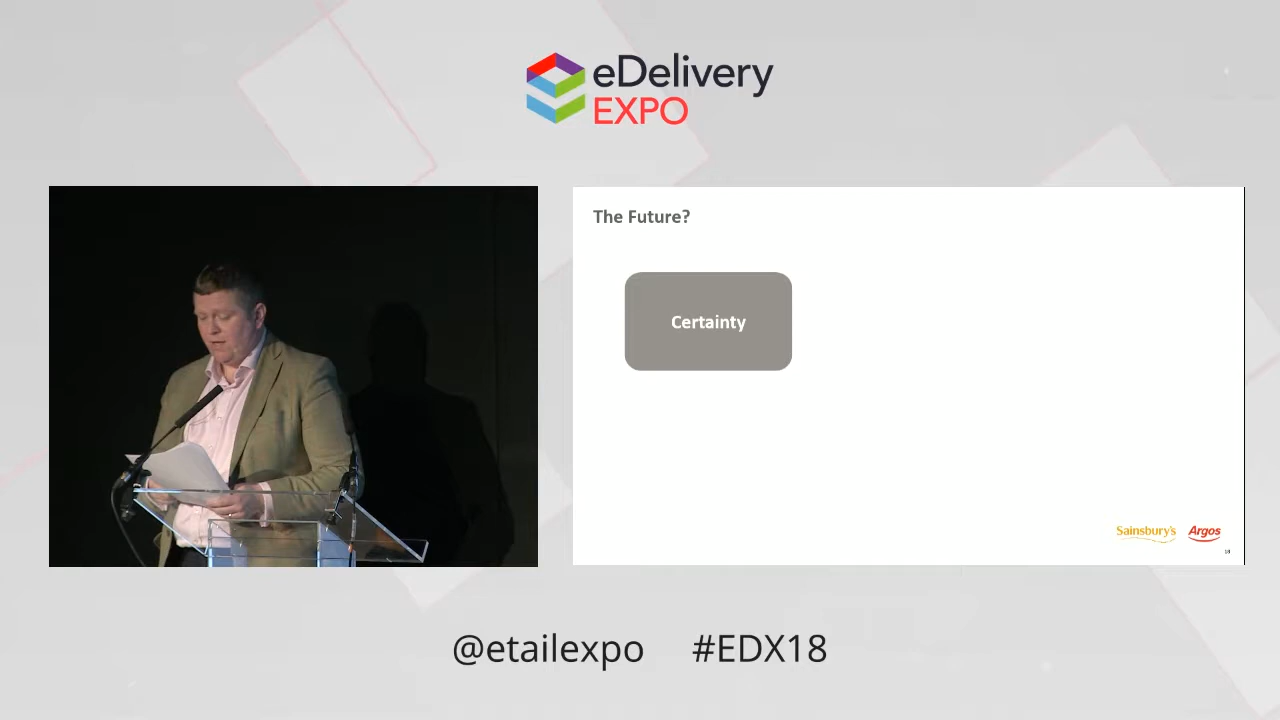 eDelivery
EXPO
The Future?
Certainty
Sainsbury's Argos
@etailexpo #EDX18